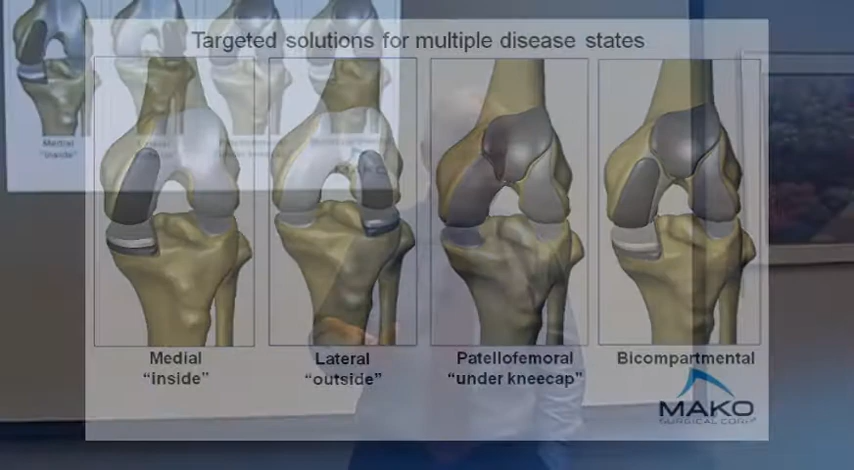 Targeted solutions for multiple disease states
Medial
"inside"
Lateral
"outside"
Patellofemoral
"under kneecap"
Bicompartmental
MAKO
SURGICAL CORP
Medial
"inside"